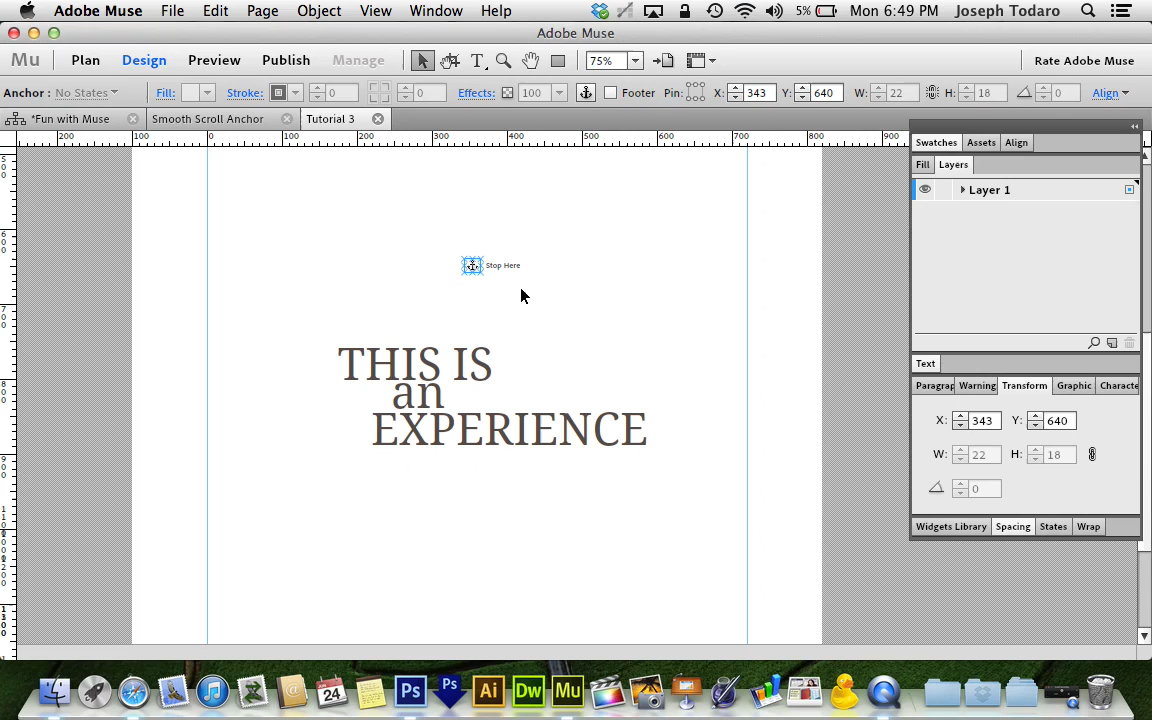 Adobe Muse File Edit Page Object View Window Help 5% Mon 6:49 PM Joseph Todaro
Adobe Muse
Mu Plan Design Preview Publish Manage T 75% Rate Adobe Muse
Anchor : No States Fill: Stroke: 0 0 Effects: 100 Footer Pin: X: 343 Y: 640 W: 22 H: 18 0 Align
*Fun with Muse Smooth Scroll Anchor Tutorial 3
200 100 0 100 200 300 400 500 600 700 800 900
Swatches Assets Align
Fill Layers
Layer 1
Stop Here
THIS IS
an
EXPERIENCE
Text
Paragrap Warning Transform Graphic Characte
X: 343 Y: 640
W: 22 H: 18
0
Widgets Library Spacing States Wrap
JUN
24
Ps Ps Ai Dw Mu